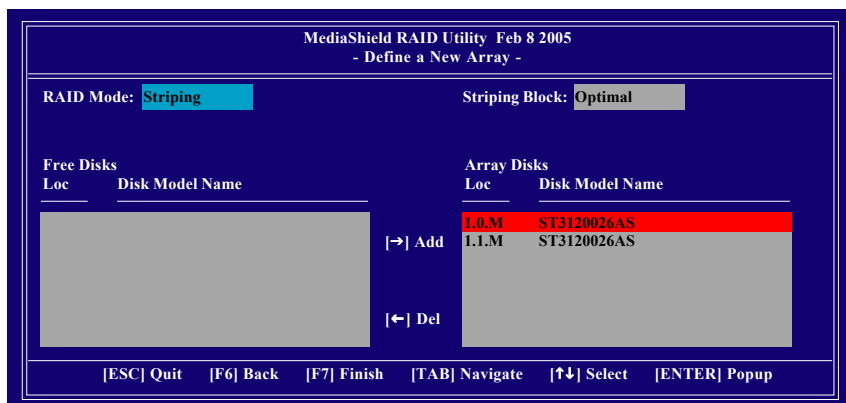 MediaShield RAID Utility Feb 8 2005
- Define a New Array -
RAID Mode: Striping Striping Block: Optimal
Free Disks Array Disks
Loc Disk Model Name Loc Disk Model Name
1.0.M ST3120026AS
[→] Add 1.1.M ST3120026AS
[←] Del
[ESC] Quit [F6] Back [F7] Finish [TAB] Navigate [↑↓] Select [ENTER] Popup